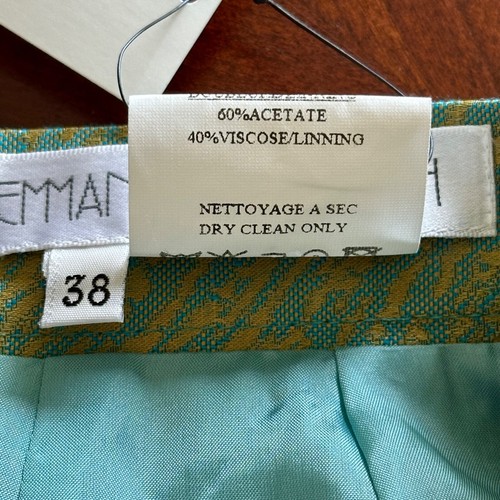 60%ACETATE
40%VISCOSE/LINNING
NETTOYAGE A SEC
DRY CLEAN ONLY
EMMAN
H
38